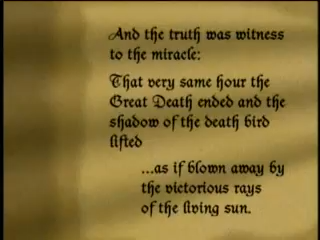 And the truth was witness
to the miracle:
That very same hour the
Great Death ended and the
shadow of the death bird
lifted
...as if blown away by
the victorious rays
of the living sun.